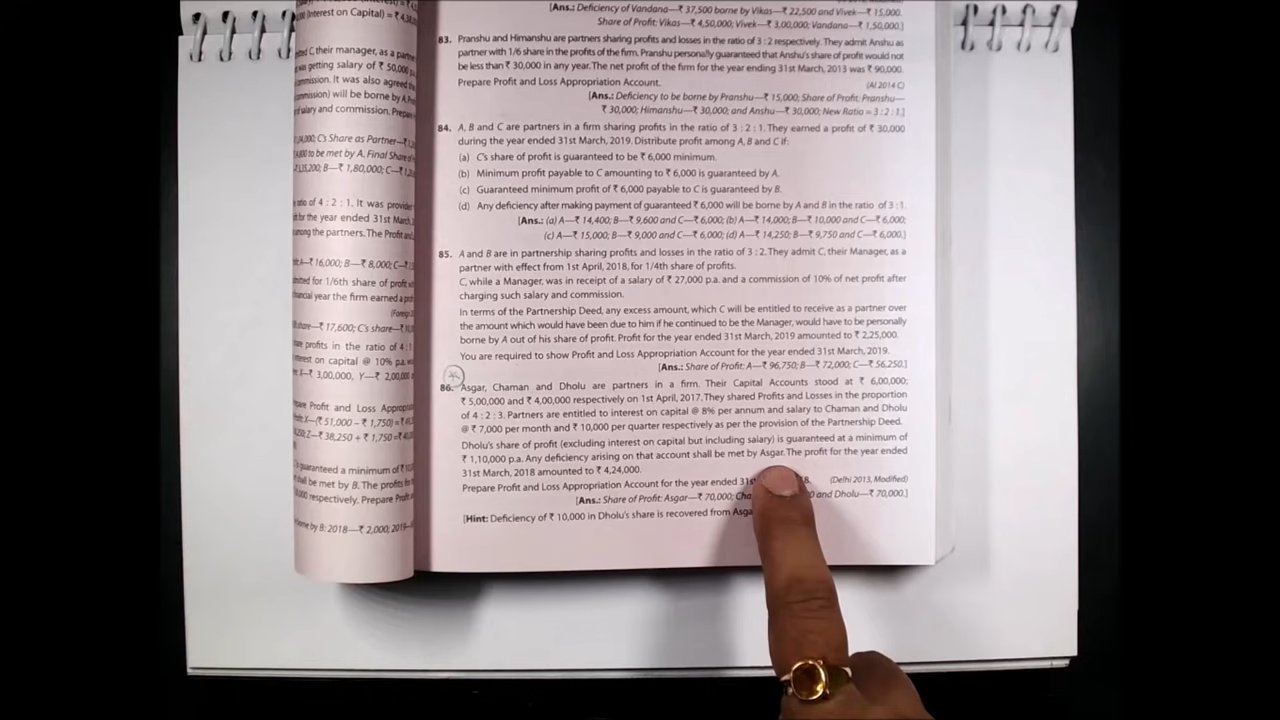 (Interest on Capital) = ₹ 4,38,
C, their manager, as a
was getting salary of ₹ 50,000
It was also agreed
commission) will be borne by A.
of salary and commission.
C's Share as Partner—₹
to be met by A. Final Share
B—₹ 1,80,000; C—₹
ratio of 4 : 2 : 1. It was
for the year ended 31st March,
among the partners. The Profit
A—₹ 16,000; B—₹ 8,000; C—₹
for 1/6th share of profit
financial year the firm earned a
(Foreign
₹ 17,600; C's share—₹
profits in the ratio of 4 :
interest on capital @ 10% p.a.
X—₹ 3,00,000, Y—₹ 2,00,000
Profit and Loss
X—(₹ 51,000 – ₹ 1,750) = ₹
Z—₹ 38,250 + ₹ 1,750 = ₹
guaranteed a minimum of ₹
shall be met by B. The profits
respectively. Prepare Profit
borne by B: 2018—₹ 2,000; 2019—
[Ans.: Deficiency of Vandana—₹ 37,500 borne by Vikas—₹ 22,500 and Vivek—₹ 15,000.
Share of Profit: Vikas—₹ 4,50,000; Vivek—₹ 3,00,000; Vandana—₹ 1,50,000.]
83. Pranshu and Himanshu are partners sharing profits and losses in the ratio of 3 : 2 respectively. They admit Anshu as
partner with 1/6 share in the profits of the firm. Pranshu personally guaranteed that Anshu's share of profit would not
be less than ₹ 30,000 in any year. The net profit of the firm for the year ending 31st March, 2013 was ₹ 90,000.
Prepare Profit and Loss Appropriation Account. (AI 2014 C)
[Ans.: Deficiency to be borne by Pranshu—₹ 15,000; Share of Profit: Pranshu—
₹ 30,000; Himanshu—₹ 30,000; and Anshu—₹ 30,000; New Ratio = 3 : 2 : 1.]
84. A, B and C are partners in a firm sharing profits in the ratio of 3 : 2 : 1. They earned a profit of ₹ 30,000
during the year ended 31st March, 2019. Distribute profit among A, B and C if:
(a) C's share of profit is guaranteed to be ₹ 6,000 minimum.
(b) Minimum profit payable to C amounting to ₹ 6,000 is guaranteed by A.
(c) Guaranteed minimum profit of ₹ 6,000 payable to C is guaranteed by B.
(d) Any deficiency after making payment of guaranteed ₹ 6,000 will be borne by A and B in the ratio of 3 : 1.
[Ans.: (a) A—₹ 14,400; B—₹ 9,600 and C—₹ 6,000; (b) A—₹ 14,000; B—₹ 10,000 and C—₹ 6,000;
(c) A—₹ 15,000; B—₹ 9,000 and C—₹ 6,000; (d) A—₹ 14,250; B—₹ 9,750 and C—₹ 6,000.]
85. A and B are in partnership sharing profits and losses in the ratio of 3 : 2. They admit C, their Manager, as a
partner with effect from 1st April, 2018, for 1/4th share of profits.
C, while a Manager, was in receipt of a salary of ₹ 27,000 p.a. and a commission of 10% of net profit after
charging such salary and commission.
In terms of the Partnership Deed, any excess amount, which C will be entitled to receive as a partner over
the amount which would have been due to him if he continued to be the Manager, would have to be personally
borne by A out of his share of profit. Profit for the year ended 31st March, 2019 amounted to ₹ 2,25,000.
You are required to show Profit and Loss Appropriation Account for the year ended 31st March, 2019.
[Ans.: Share of Profit: A—₹ 96,750; B—₹ 72,000; C—₹ 56,250.]
86. Asgar, Chaman and Dholu are partners in a firm. Their Capital Accounts stood at ₹ 6,00,000;
₹ 5,00,000 and ₹ 4,00,000 respectively on 1st April, 2017. They shared Profits and Losses in the proportion
of 4 : 2 : 3. Partners are entitled to interest on capital @ 8% per annum and salary to Chaman and Dholu
@ ₹ 7,000 per month and ₹ 10,000 per quarter respectively as per the provision of the Partnership Deed.
Dholu's share of profit (excluding interest on capital but including salary) is guaranteed at a minimum of
₹ 1,10,000 p.a. Any deficiency arising on that account shall be met by Asgar. The profit for the year ended
31st March, 2018 amounted to ₹ 4,24,000.
Prepare Profit and Loss Appropriation Account for the year ended 31st 8. (Delhi 2013, Modified)
[Ans.: Share of Profit: Asgar—₹ 70,000; Cha 0 and Dholu—₹ 70,000.]
[Hint: Deficiency of ₹ 10,000 in Dholu's share is recovered from Asga